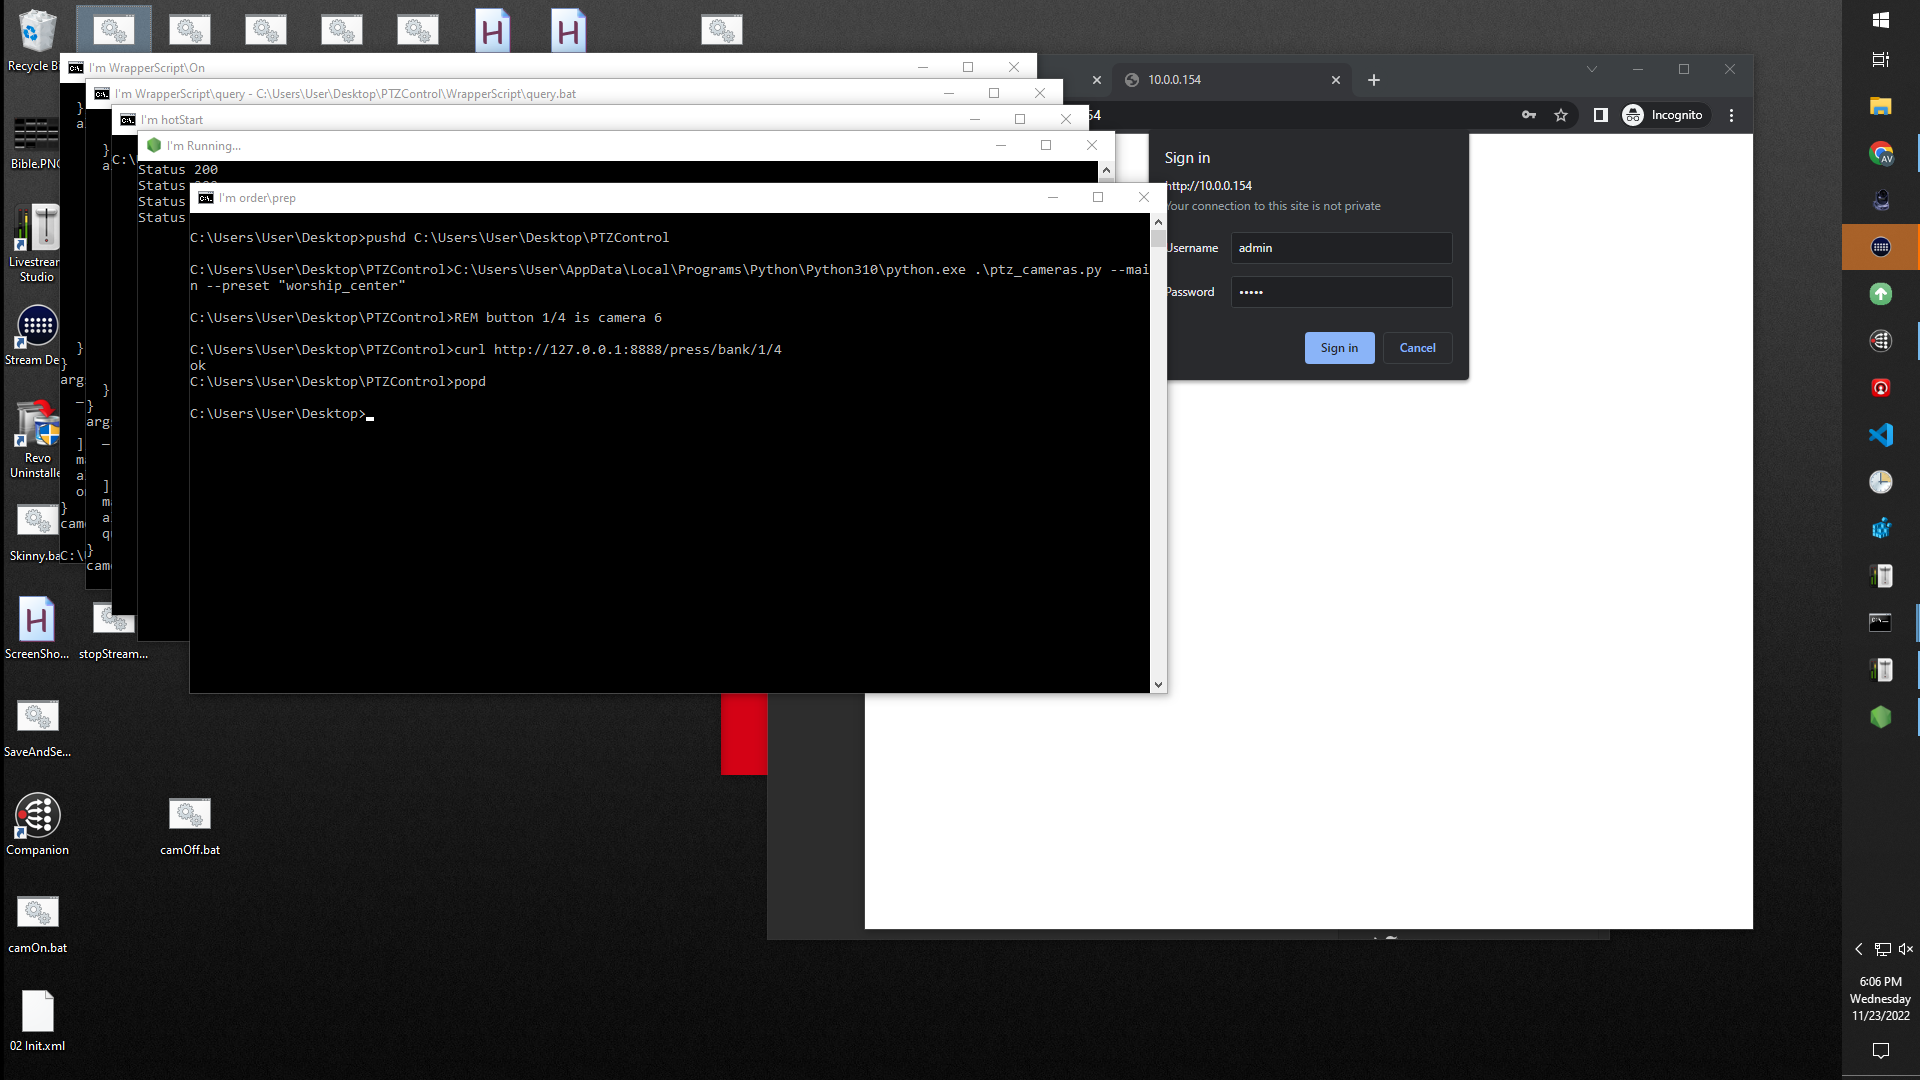 Recycle Bi
Bible.PNG
Livestream
Studio
Stream De
Revo
Uninstalle
Skinny.ba
ScreenSho...
stopStream...
SaveAndSe...
Companion
camOff.bat
camOn.bat
02 Init.xml
I'm WrapperScript\On
I'm WrapperScript\query - C:\Users\User\Desktop\PTZControl\WrapperScript\query.bat
I'm hotStart
I'm Running...
Status 200
Status
Status
Status
I'm order\prep
C:\Users\User\Desktop>pushd C:\Users\User\Desktop\PTZControl
C:\Users\User\Desktop\PTZControl>C:\Users\User\AppData\Local\Programs\Python\Python310\python.exe .\ptz_cameras.py --mai
n --preset "worship_center"
C:\Users\User\Desktop\PTZControl>REM button 1/4 is camera 6
C:\Users\User\Desktop\PTZControl>curl http://127.0.0.1:8888/press/bank/1/4
ok
C:\Users\User\Desktop\PTZControl>popd
C:\Users\User\Desktop>
10.0.0.154
54
Incognito
Sign in
http://10.0.0.154
Your connection to this site is not private
Username
admin
Password
•••••
Sign in
Cancel
6:06 PM
Wednesday
11/23/2022